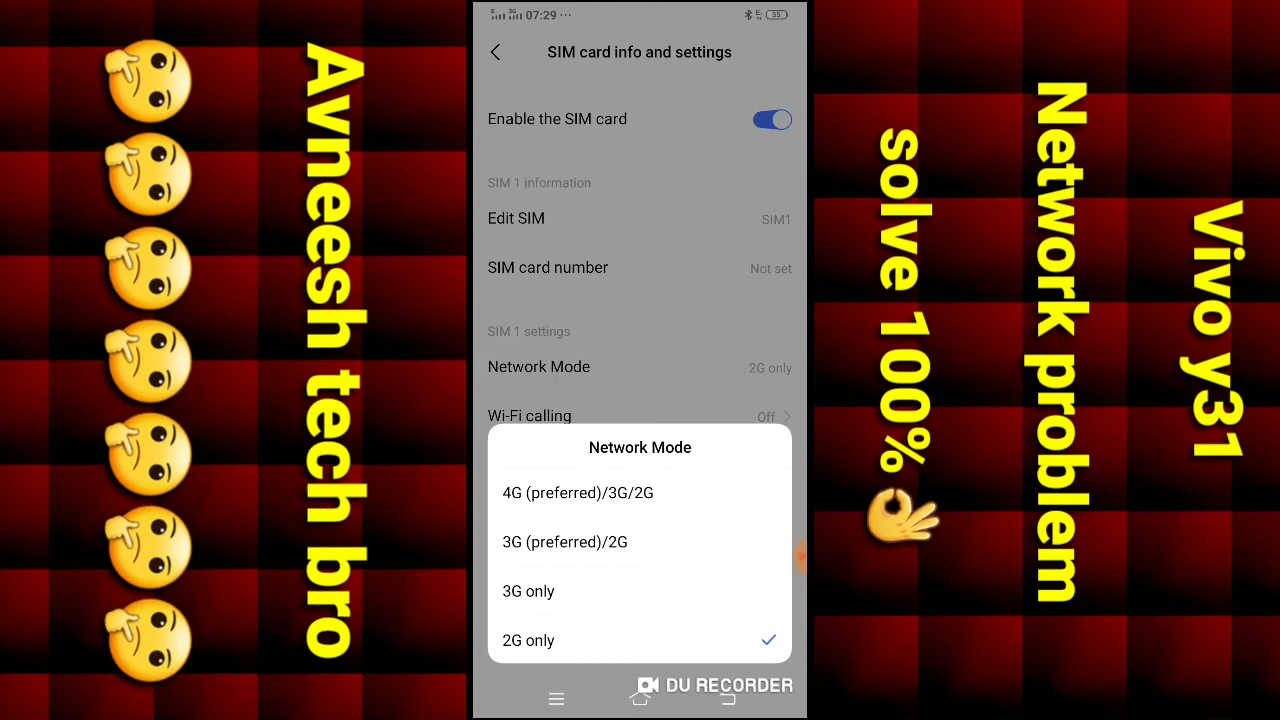 Avneesh tech bro
07:29 ···
55
SIM card info and settings
Enable the SIM card
SIM 1 information
Edit SIM
SIM1
SIM card number
Not set
SIM 1 settings
Network Mode
2G only
Wi-Fi calling
Off
Network Mode
4G (preferred)/3G/2G
3G (preferred)/2G
3G only
2G only
DU RECORDER
Vivo y31
Network problem
solve 100% 👌